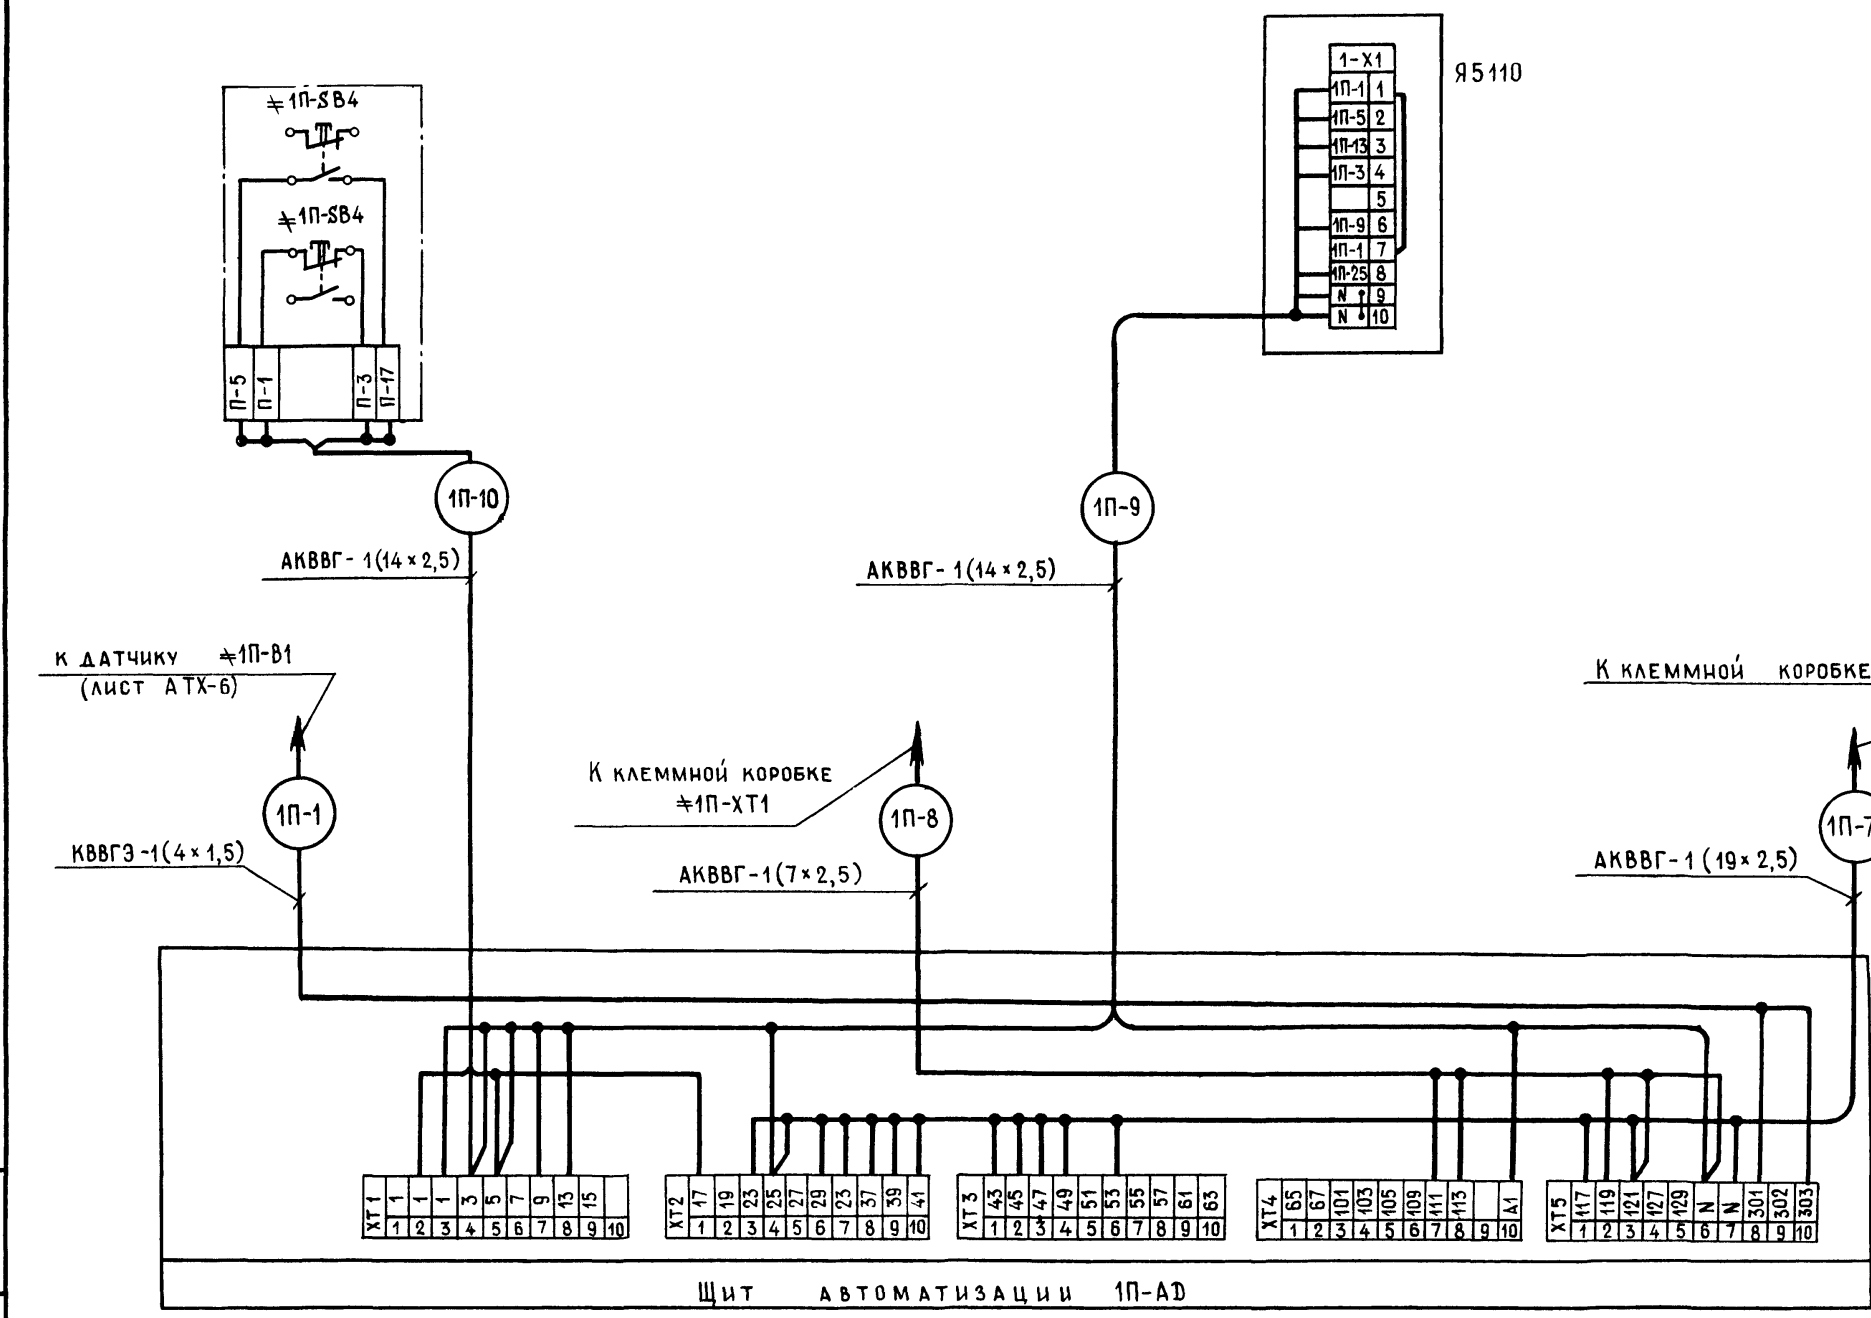 ≠1П-SB4
≠1П-SB4
П-5 П-1 П-3 П-17
1-X1
1П-1 1
1П-5 2
1П-13 3
1П-3 4
5
1П-9 6
1П-1 7
1П-25 8
N 9
N 10
Я5110
1П-10
АКВВГ-1(14×2,5)
1П-9
АКВВГ-1(14×2,5)
К ДАТЧИКУ ≠1П-В1
(ЛИСТ АТХ-6)
1П-1
КВВГЭ-1(4×1,5)
К КЛЕММНОЙ КОРОБКЕ
≠1П-ХТ1
1П-8
АКВВГ-1(7×2,5)
К КЛЕММНОЙ КОРОБКЕ
1П-7
АКВВГ-1(19×2,5)
ХТ1 1 1 1 3 5 7 9 13 15
1 2 3 4 5 6 7 8 9 10
ХТ2 17 19 23 25 27 29 23 37 39 41
1 2 3 4 5 6 7 8 9 10
ХТ3 43 45 47 49 51 53 55 57 61 63
1 2 3 4 5 6 7 8 9 10
ХТ4 65 67 101 103 105 109 111 113 А1
1 2 3 4 5 6 7 8 9 10
ХТ5 117 119 121 127 129 N N 301 302 303
1 2 3 4 5 6 7 8 9 10
ЩИТ АВТОМАТИЗАЦИИ 1П-АD